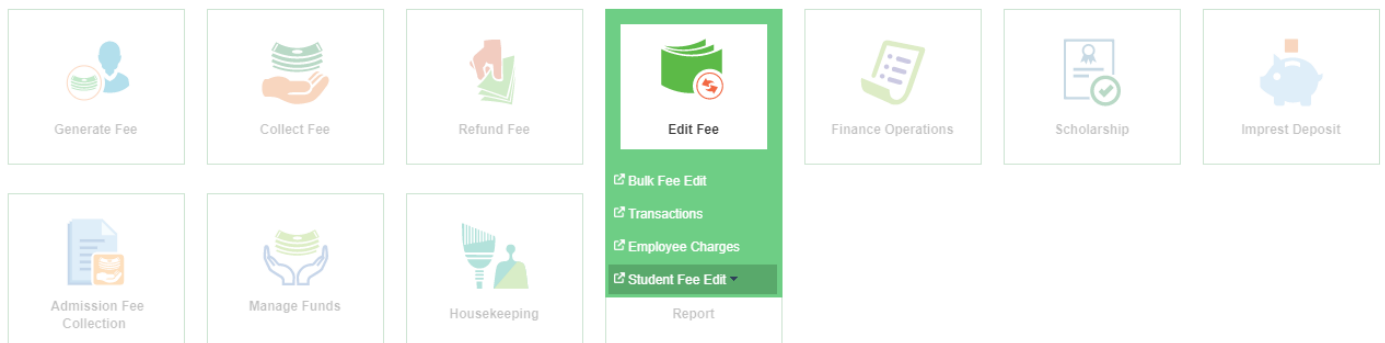 Generate Fee
Collect Fee
Refund Fee
Edit Fee
Finance Operations
Scholarship
Imprest Deposit
Bulk Fee Edit
Transactions
Employee Charges
Student Fee Edit
Admission Fee
Collection
Manage Funds
Housekeeping
Report